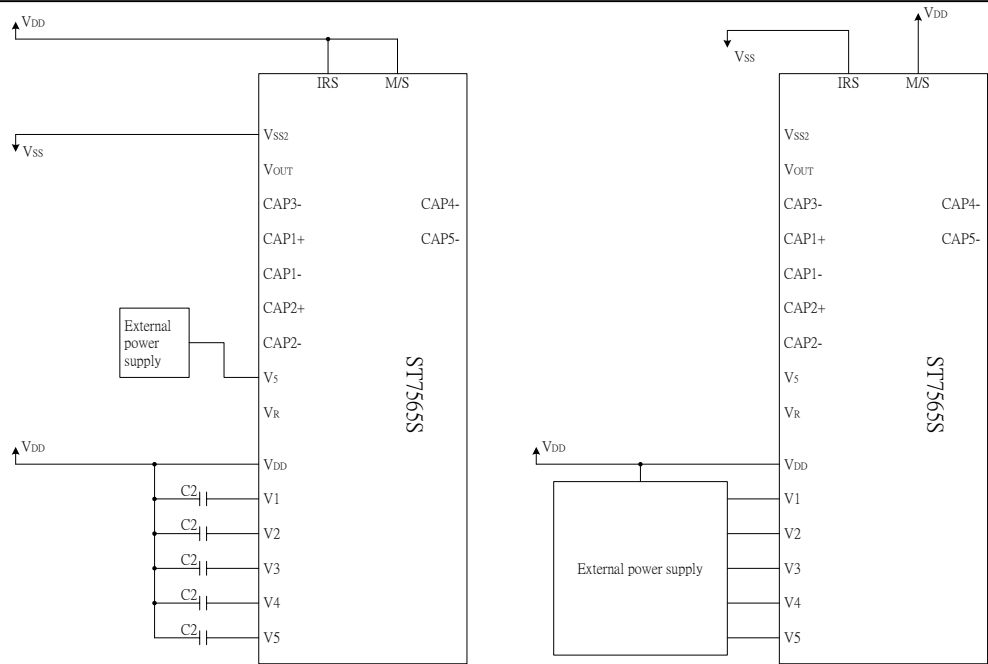 VDD
IRS M/S
VSS2
VSS
VOUT
CAP3- CAP4-
CAP1+ CAP5-
CAP1-
CAP2+
External
power
supply
CAP2-
V5
ST7565S
VR
VDD
VDD
C2 V1
C2 V2
C2 V3
C2 V4
C2 V5
VDD
VSS
IRS M/S
VSS2
VOUT
CAP3- CAP4-
CAP1+ CAP5-
CAP1-
CAP2+
CAP2-
V5
ST7565S
VR
VDD
VDD
V1
V2
External power supply
V3
V4
V5